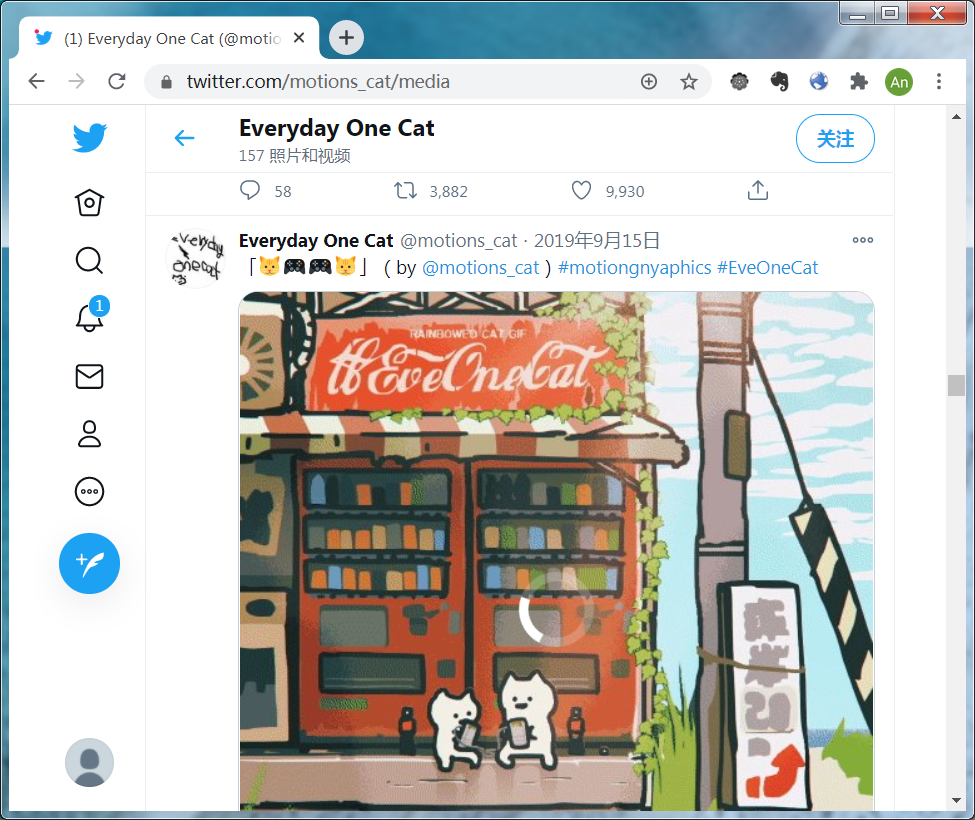 (1) Everyday One Cat (@motio
twitter.com/motions_cat/media
An
Everyday One Cat
157 照片和视频
关注
58
3,882
9,930
Everyday One Cat @motions_cat · 2019年9月15日
「🐱🎮🎮🐱」 ( by @motions_cat ) #motiongnyaphics #EveOneCat
everyday
onecat
RAINBOWED CAT GIF
EveOneCat
1